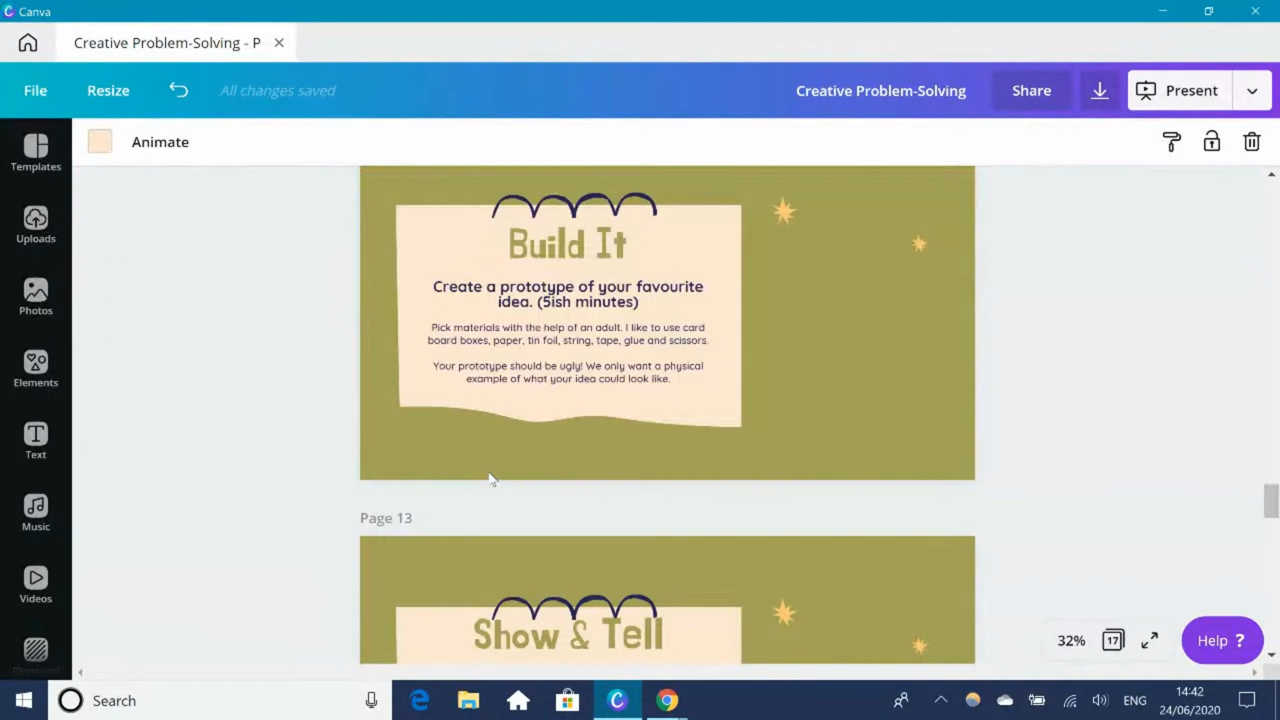 Canva
Creative Problem-Solving - P
File
Resize
All changes saved
Creative Problem-Solving
Share
Present
Animate
Templates
Uploads
Photos
Elements
Text
Music
Videos
Build It
Create a prototype of your favourite
idea. (5ish minutes)
Pick materials with the help of an adult. I like to use card
board boxes, paper, tin foil, string, tape, glue and scissors.
Your prototype should be ugly! We only want a physical
example of what your idea could look like.
Page 13
Show & Tell
32%
17
Help ?
Search
ENG
14:42
24/06/2020